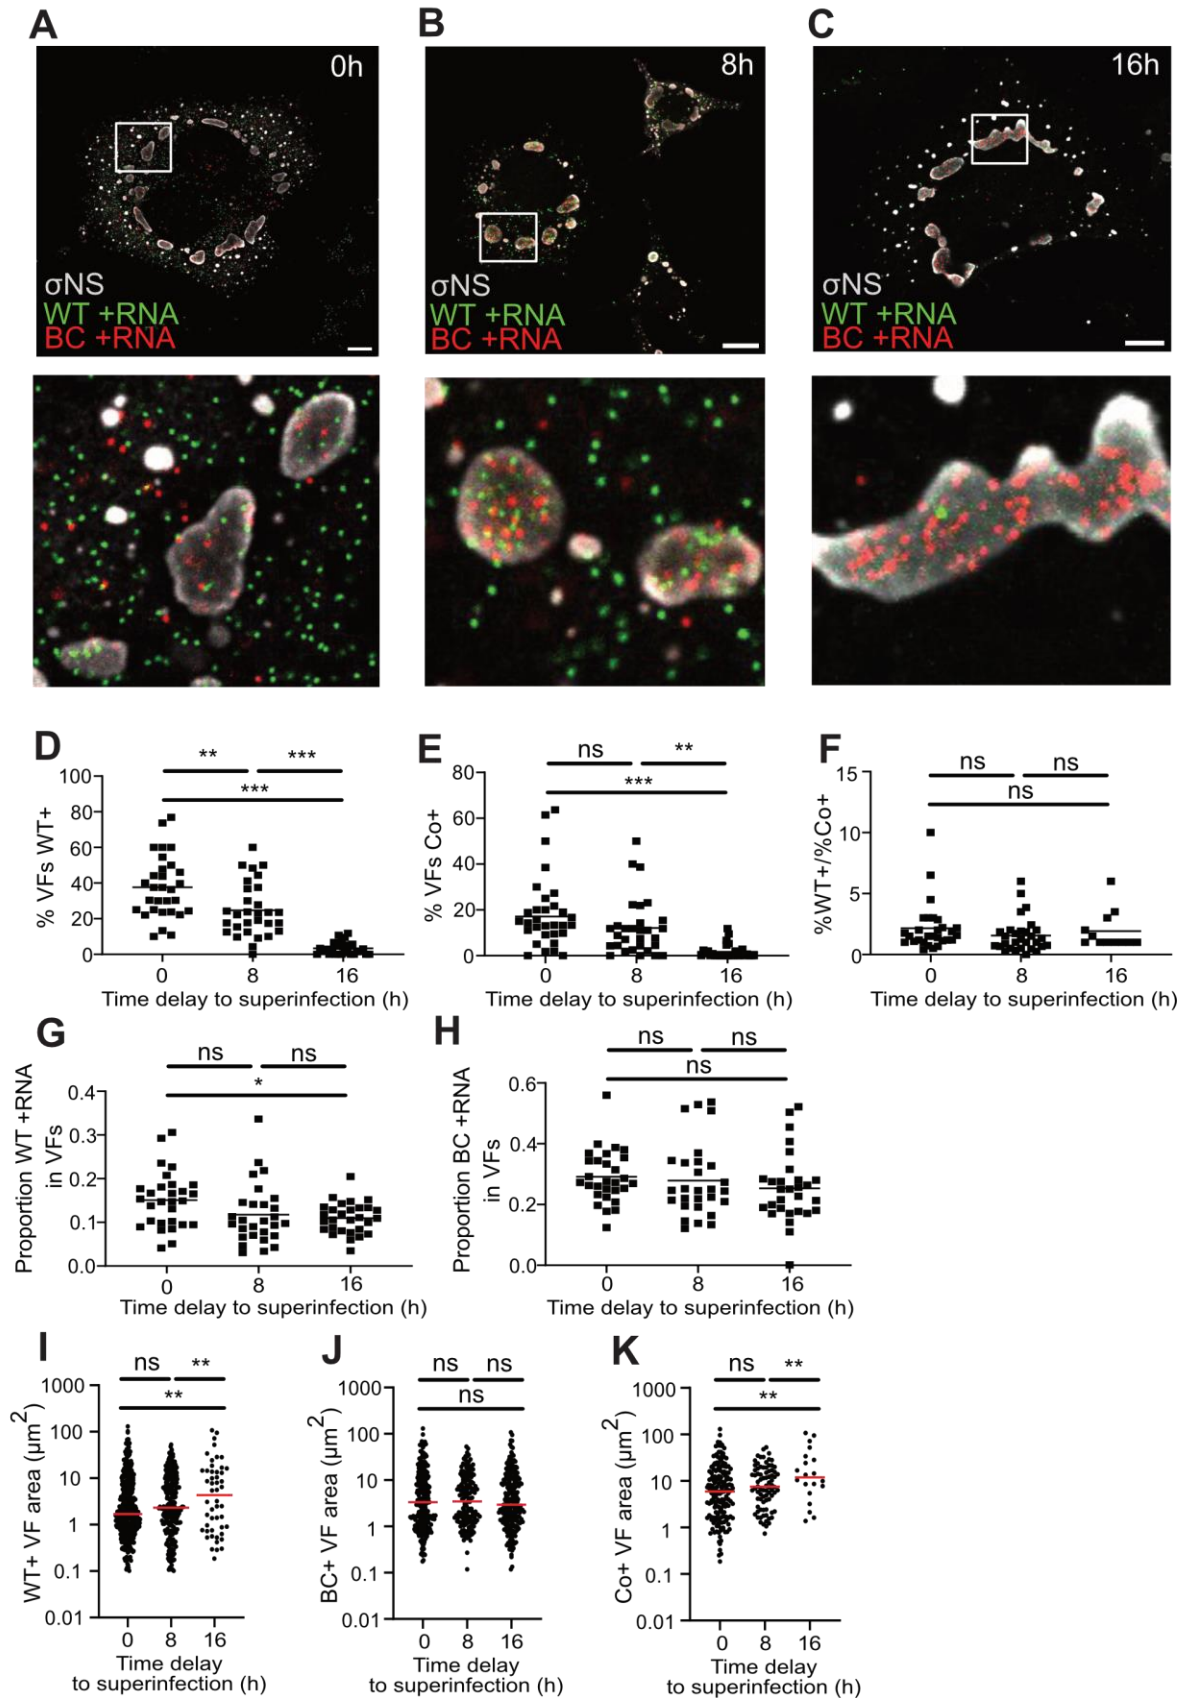 A
B
C
0h
8h
16h
σNS
WT +RNA
BC +RNA
σNS
WT +RNA
BC +RNA
σNS
WT +RNA
BC +RNA
D
** ***
***
% VFs WT+
100
80
60
40
20
0
0 8 16
Time delay to superinfection (h)
E
ns **
***
% VFs Co+
80
60
40
20
0
0 8 16
Time delay to superinfection (h)
F
ns ns
ns
%WT+/%Co+
15
10
5
0
0 8 16
Time delay to superinfection (h)
G
ns ns
*
Proportion WT +RNA
in VFs
0.4
0.3
0.2
0.1
0.0
0 8 16
Time delay to superinfection (h)
H
ns ns
ns
Proportion BC +RNA
in VFs
0.6
0.4
0.2
0.0
0 8 16
Time delay to superinfection (h)
I
ns **
**
WT+ VF area (µm²)
1000
100
10
1
0.1
0.01
0 8 16
Time delay
to superinfection (h)
J
ns ns
ns
BC+ VF area (µm²)
1000
100
10
1
0.1
0.01
0 8 16
Time delay
to superinfection (h)
K
ns **
**
Co+ VF area (µm²)
1000
100
10
1
0.1
0.01
0 8 16
Time delay
to superinfection (h)